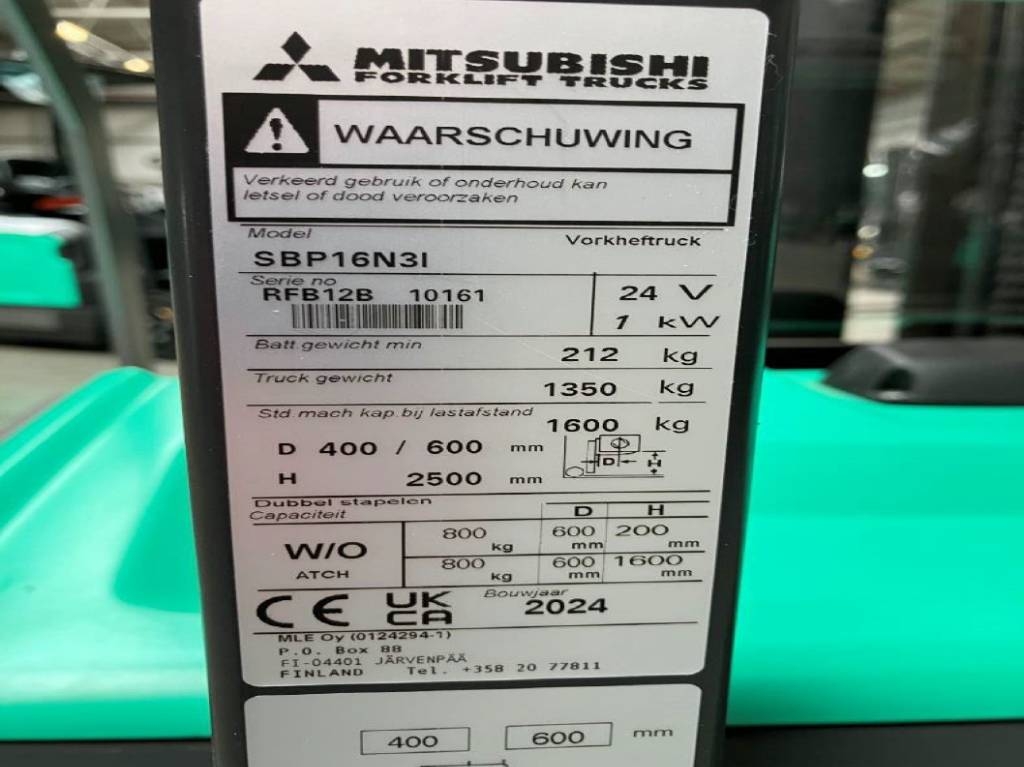 MITSUBISHI
FORKLIFT TRUCKS
WAARSCHUWING
Verkeerd gebruik of onderhoud kan
letsel of dood veroorzaken
Model Vorkheftruck
SBP16N3I
Serie no
RFB12B 10161 24 V
1 kW
Batt.gewicht min 212 kg
Truck gewicht 1350 kg
Std.mach kap.bij lastafstand 1600 kg
D 400 / 600 mm
D H
H 2500 mm
Dubbel stapelen
Capaciteit D H
W/O 800 kg 600 mm 200 mm
ATCH 800 kg 600 mm 1600 mm
CE UKCA Bouwjaar
2024
MLE Oy (0124294-1)
P.O. Box 88
FI-04401 JÄRVENPÄÄ
FINLAND Tel. +358 20 77811
400 600 mm